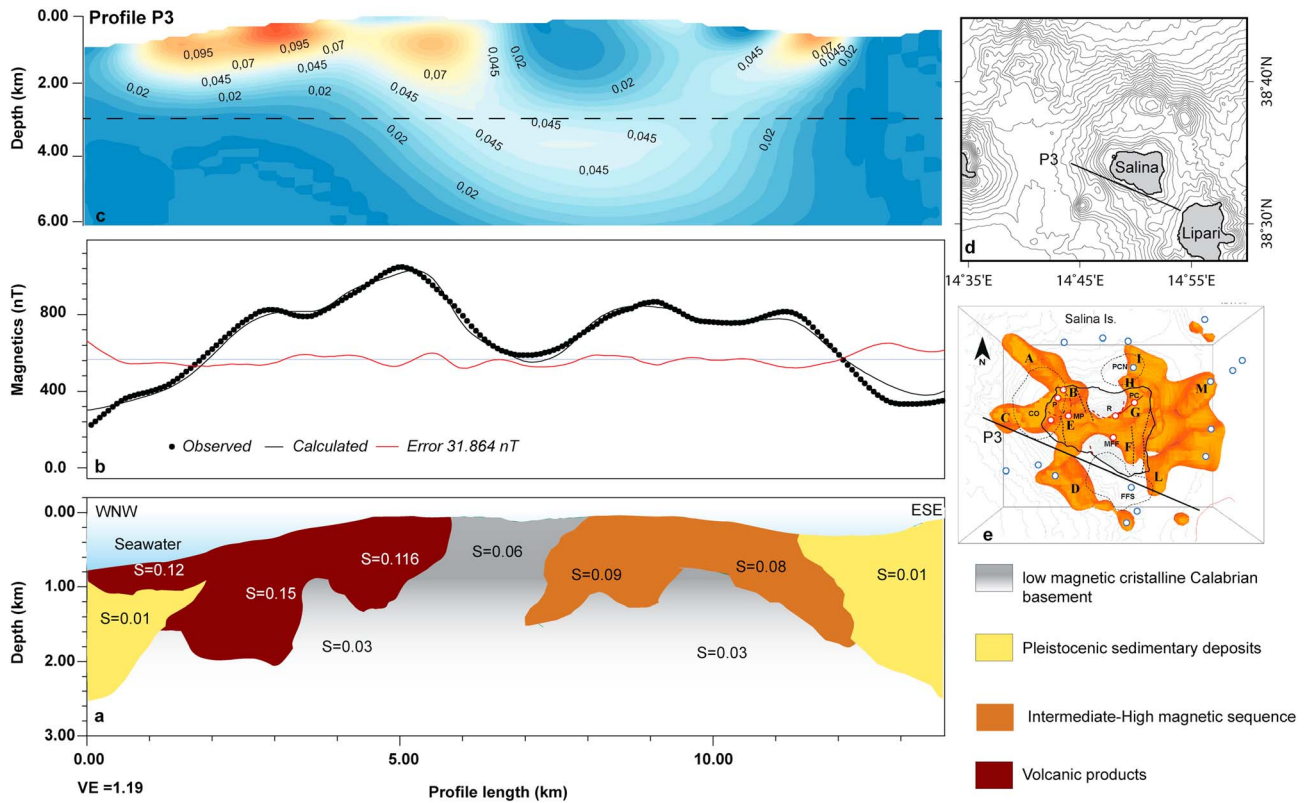 Profile P3
0.00
2.00
4.00
6.00
Depth (km)
0,095
0,095
0,07
0,07
0,045
0,045
0,02
0,02
0,07
0,045
0,045
0,02
0,02
0,045
0,02
0,07
0,045
0,02
0,02
0,045
0,045
0,045
0,045
0,02
0,02
0,02
c
Magnetics (nT)
800
400
0.0
Observed
Calculated
Error 31.864 nT
b
0.00
1.00
2.00
3.00
Depth (km)
WNW
ESE
Seawater
S=0.12
S=0.01
S=0.15
S=0.116
S=0.06
S=0.09
S=0.08
S=0.01
S=0.03
S=0.03
a
0.00
5.00
10.00
VE =1.19
Profile length (km)
P3
Salina
Lipari
d
38°40'N
38°30'N
14°35'E
14°45'E
14°55'E
Salina Is.
N
A
PCN
I
H
B
P
PC
M
C
CO
MP
R
G
E
P3
MFF
F
D
L
FFS
e
low magnetic cristalline Calabrian
basement
Pleistocenic sedimentary deposits
Intermediate-High magnetic sequence
Volcanic products